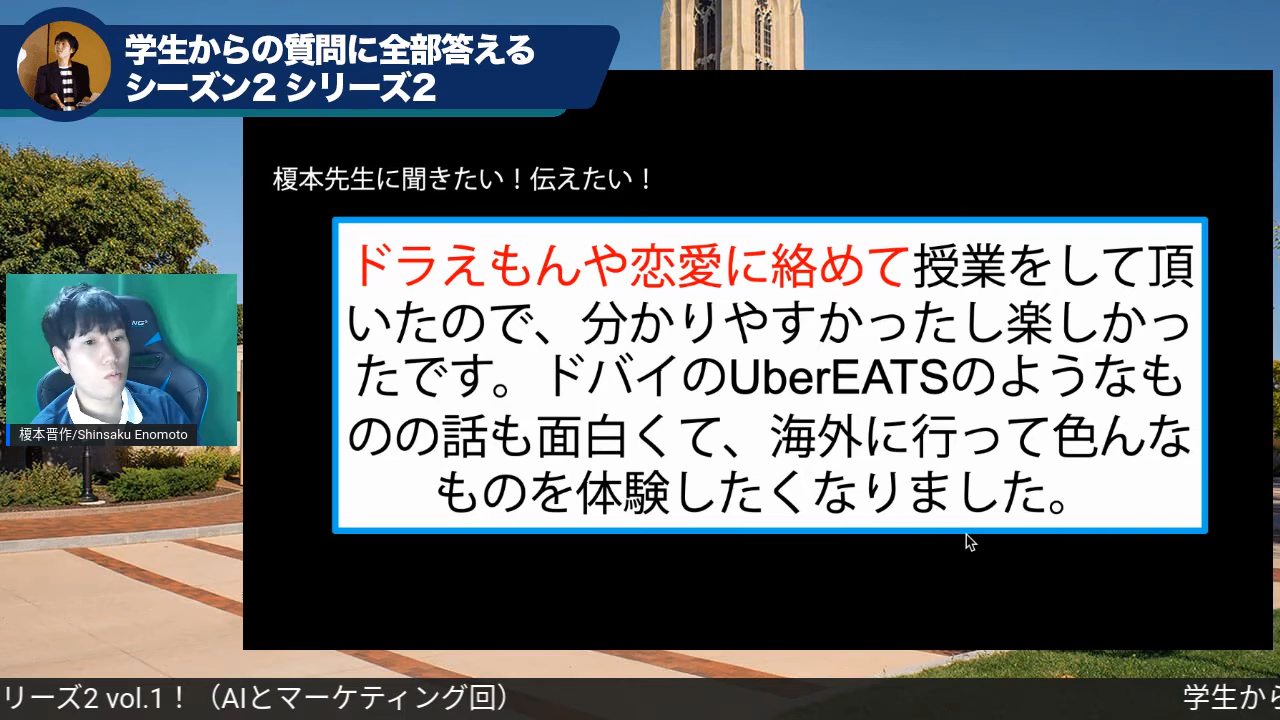 学生からの質問に全部答える
シーズン2 シリーズ2
榎本先生に聞きたい！伝えたい！
ドラえもんや恋愛に絡めて授業をして頂
いたので、分かりやすかったし楽しかっ
たです。ドバイのUberEATSのようなも
のの話も面白くて、海外に行って色んな
ものを体験したくなりました。
榎本晋作/Shinsaku Enomoto
リーズ2 vol.1！（AIとマーケティング回）
学生から